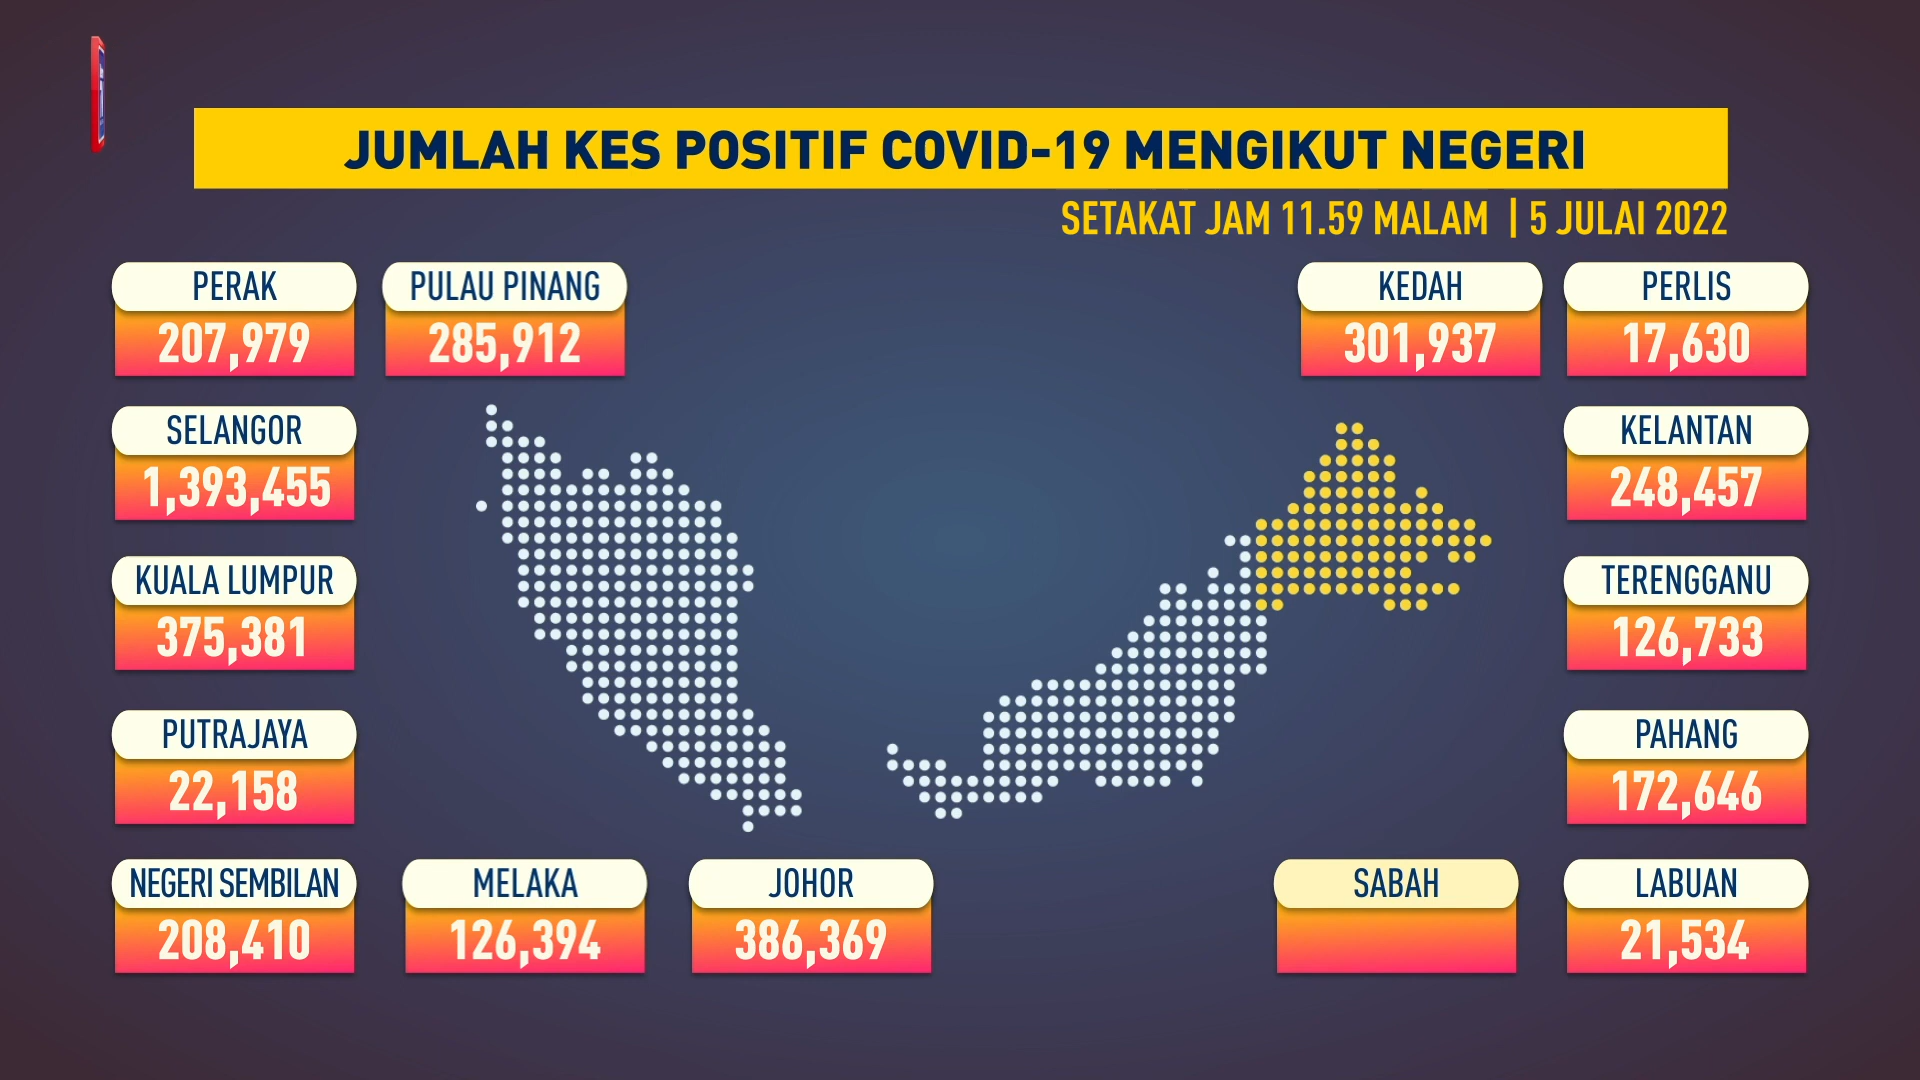 JUMLAH KES POSITIF COVID-19 MENGIKUT NEGERI
SETAKAT JAM 11.59 MALAM | 5 JULAI 2022
PERAK
207,979
PULAU PINANG
285,912
KEDAH
301,937
PERLIS
17,630
SELANGOR
1,393,455
KELANTAN
248,457
KUALA LUMPUR
375,381
TERENGGANU
126,733
PUTRAJAYA
22,158
PAHANG
172,646
NEGERI SEMBILAN
208,410
MELAKA
126,394
JOHOR
386,369
SABAH
LABUAN
21,534